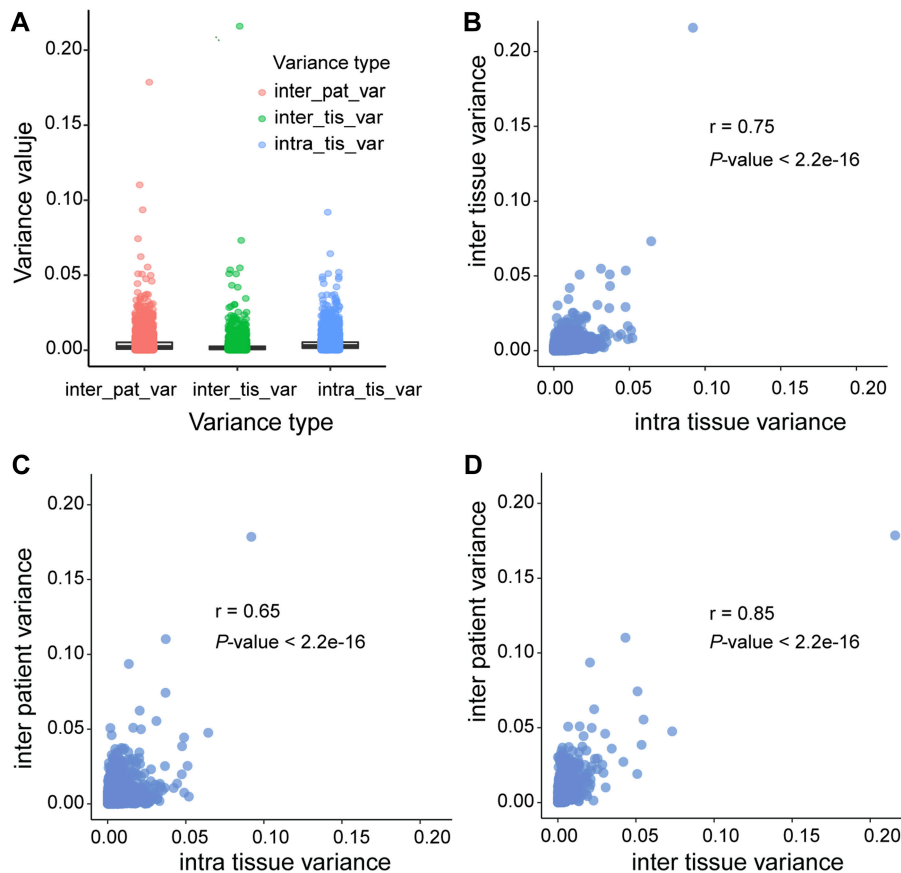 A
Variance valuje
0.20
0.15
0.10
0.05
0.00
Variance type
inter_pat_var
inter_tis_var
intra_tis_var
inter_pat_var inter_tis_var intra_tis_var
Variance type
B
inter tissue variance
0.20
0.15
0.10
0.05
0.00
r = 0.75
P-value < 2.2e-16
0.00 0.05 0.10 0.15 0.20
intra tissue variance
C
inter patient variance
0.20
0.15
0.10
0.05
0.00
r = 0.65
P-value < 2.2e-16
0.00 0.05 0.10 0.15 0.20
intra tissue variance
D
inter patient variance
0.20
0.15
0.10
0.05
0.00
r = 0.85
P-value < 2.2e-16
0.00 0.05 0.10 0.15 0.20
inter tissue variance